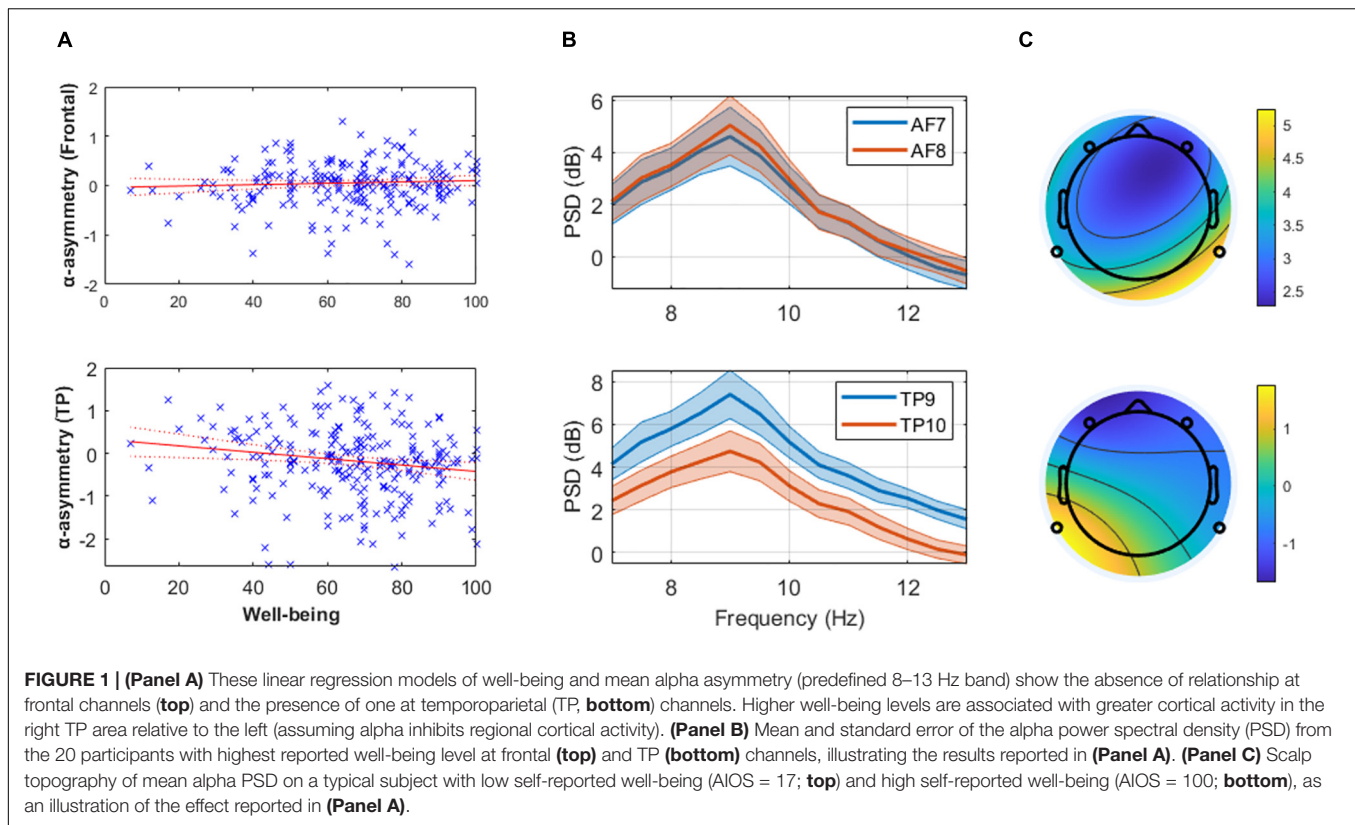 A
B
C
α-asymmetry (Frontal)
2
1
0
-1
-2
0
20
40
60
80
100
PSD (dB)
6
4
2
0
8
10
12
AF7
AF8
5
4.5
4
3.5
3
2.5
α-asymmetry (TP)
2
1
0
-1
-2
0
20
40
60
80
100
Well-being
PSD (dB)
8
6
4
2
0
8
10
12
Frequency (Hz)
TP9
TP10
1
0
-1
FIGURE 1 | (Panel A) These linear regression models of well-being and mean alpha asymmetry (predefined 8–13 Hz band) show the absence of relationship at
frontal channels (top) and the presence of one at temporoparietal (TP, bottom) channels. Higher well-being levels are associated with greater cortical activity in the
right TP area relative to the left (assuming alpha inhibits regional cortical activity). (Panel B) Mean and standard error of the alpha power spectral density (PSD) from
the 20 participants with highest reported well-being level at frontal (top) and TP (bottom) channels, illustrating the results reported in (Panel A). (Panel C) Scalp
topography of mean alpha PSD on a typical subject with low self-reported well-being (AIOS = 17; top) and high self-reported well-being (AIOS = 100; bottom), as
an illustration of the effect reported in (Panel A).